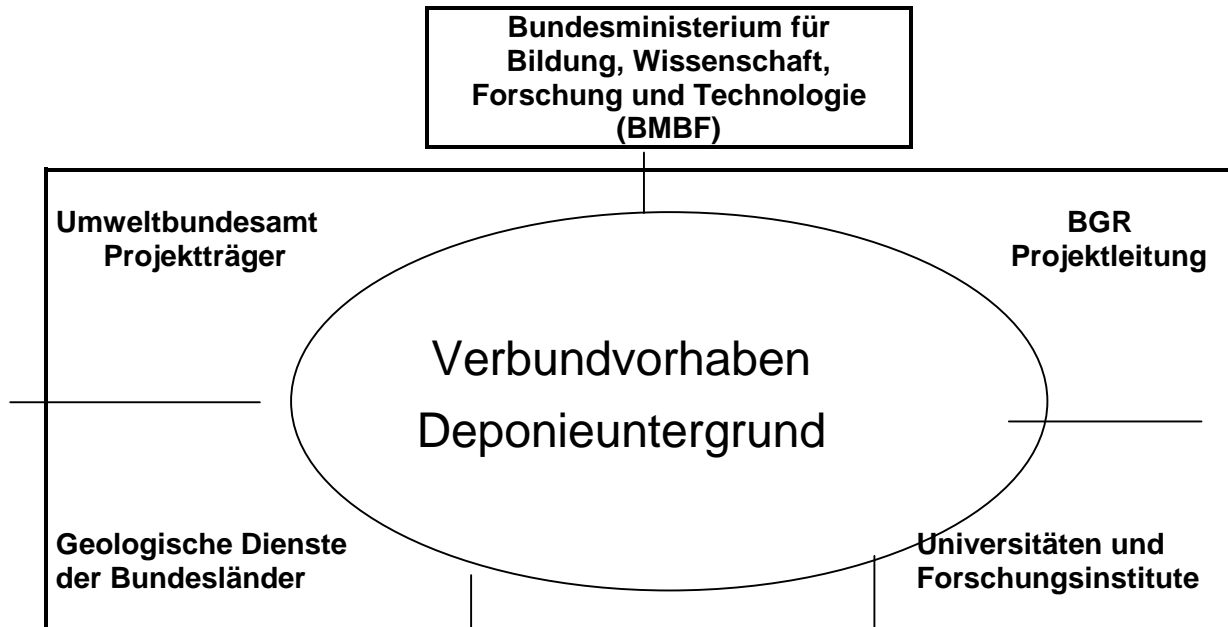 Bundesministerium für
Bildung, Wissenschaft,
Forschung und Technologie
(BMBF)
Umweltbundesamt
Projektträger
BGR
Projektleitung
Verbundvorhaben
Deponieuntergrund
Geologische Dienste
der Bundesländer
Universitäten und
Forschungsinstitute